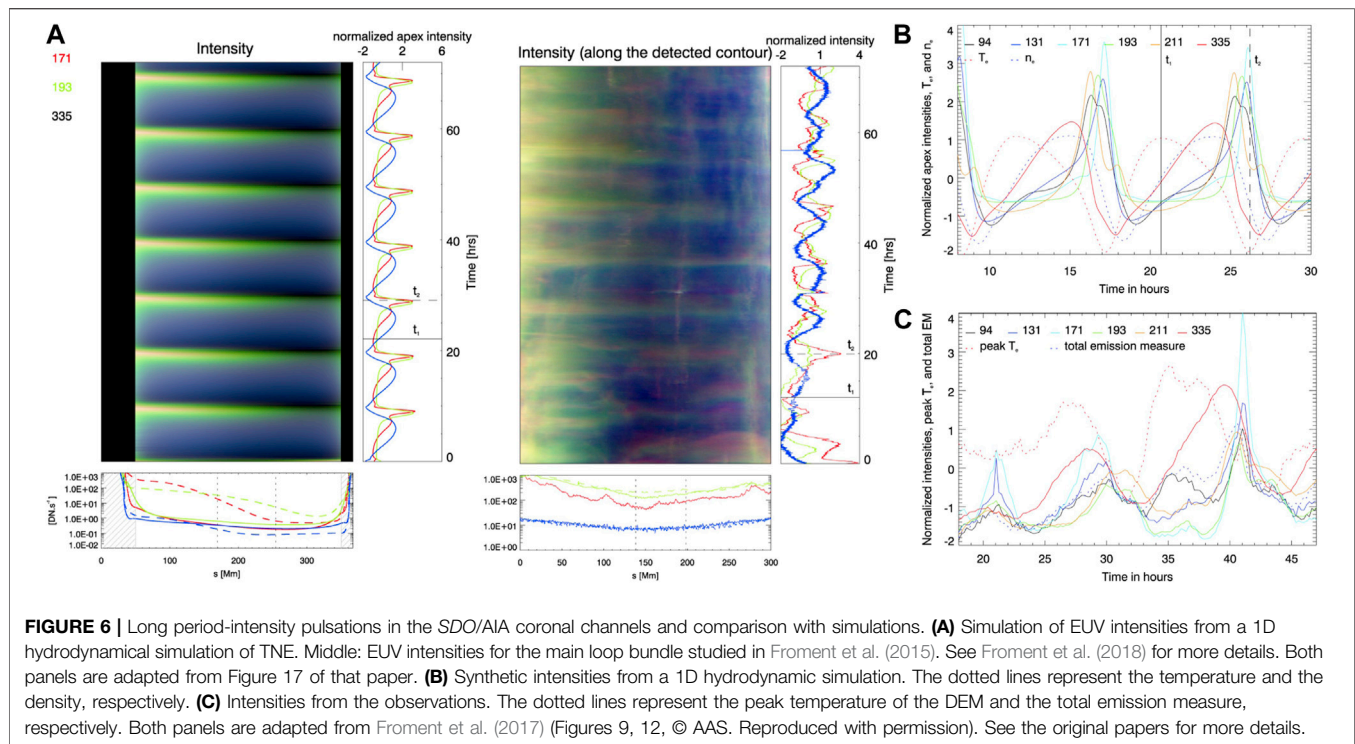 A
Intensity
normalized apex intensity
-2 1 3 6
171
193
335
60
40
20
0
Time [hrs]
t₂
t₁
1.0E+03
1.0E+02
1.0E+01
1.0E+00
1.0E-01
1.0E-02
[DN.s⁻¹]
0 100 200 300
s [Mm]
Intensity (along the detected contour)
normalized intensity
-2 1 4
60
40
20
0
Time [hrs]
t₂
t₁
1.0E+03
1.0E+02
1.0E+01
1.0E+00
0 50 100 150 200 250 300
s [Mm]
B
4
3
2
1
0
-1
-2
Normalized apex intensities, Tₑ, and nₑ
94 131 171 193 211 335
Tₑ nₑ t₁ t₂
10 15 20 25 30
Time in hours
C
4
3
2
1
0
-1
-2
Normalized intensities, peak Tₑ, and total EM
94 131 171 193 211 335
peak Tₑ total emission measure
20 25 30 35 40 45
Time in hours
FIGURE 6 | Long period-intensity pulsations in the SDO/AIA coronal channels and comparison with simulations. (A) Simulation of EUV intensities from a 1D
hydrodynamical simulation of TNE. Middle: EUV intensities for the main loop bundle studied in Froment et al. (2015). See Froment et al. (2018) for more details. Both
panels are adapted from Figure 17 of that paper. (B) Synthetic intensities from a 1D hydrodynamic simulation. The dotted lines represent the temperature and the
density, respectively. (C) Intensities from the observations. The dotted lines represent the peak temperature of the DEM and the total emission measure,
respectively. Both panels are adapted from Froment et al. (2017) (Figures 9, 12, © AAS. Reproduced with permission). See the original papers for more details.